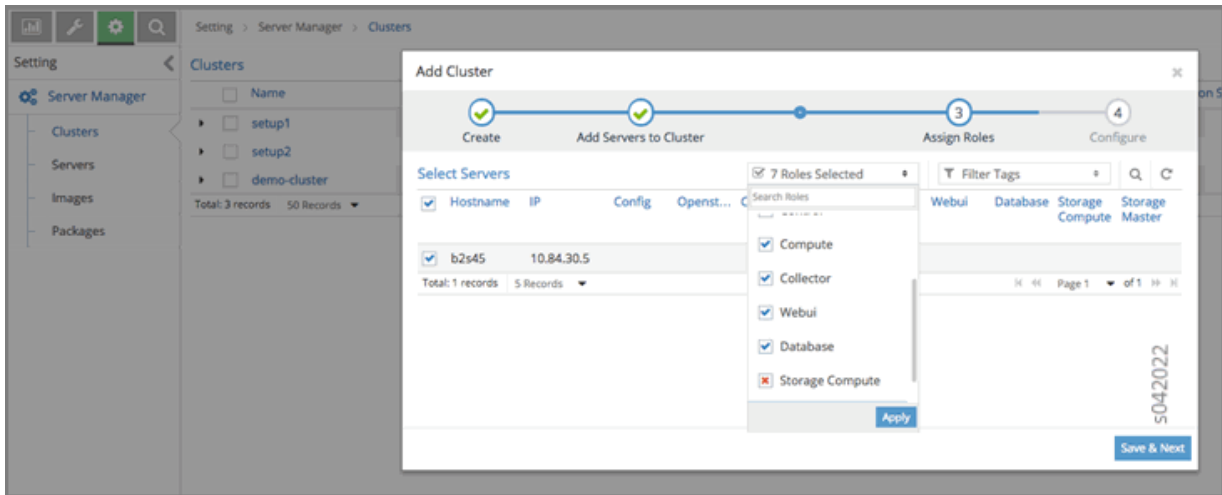 Setting > Server Manager > Clusters
Setting
Server Manager
Clusters
Servers
Images
Packages
Clusters
Name
setup1
setup2
demo-cluster
Total: 3 records 50 Records
on S
Add Cluster
3
4
Create
Add Servers to Cluster
Assign Roles
Configure
Select Servers
7 Roles Selected
Filter Tags
Hostname IP Config Openst... C
Search Roles
Webui Database Storage Compute Storage Master
Compute
Collector
Webui
Database
Storage Compute
Apply
b2s45 10.84.30.5
Total: 1 records 5 Records
Page 1 of 1
s042022
Save & Next